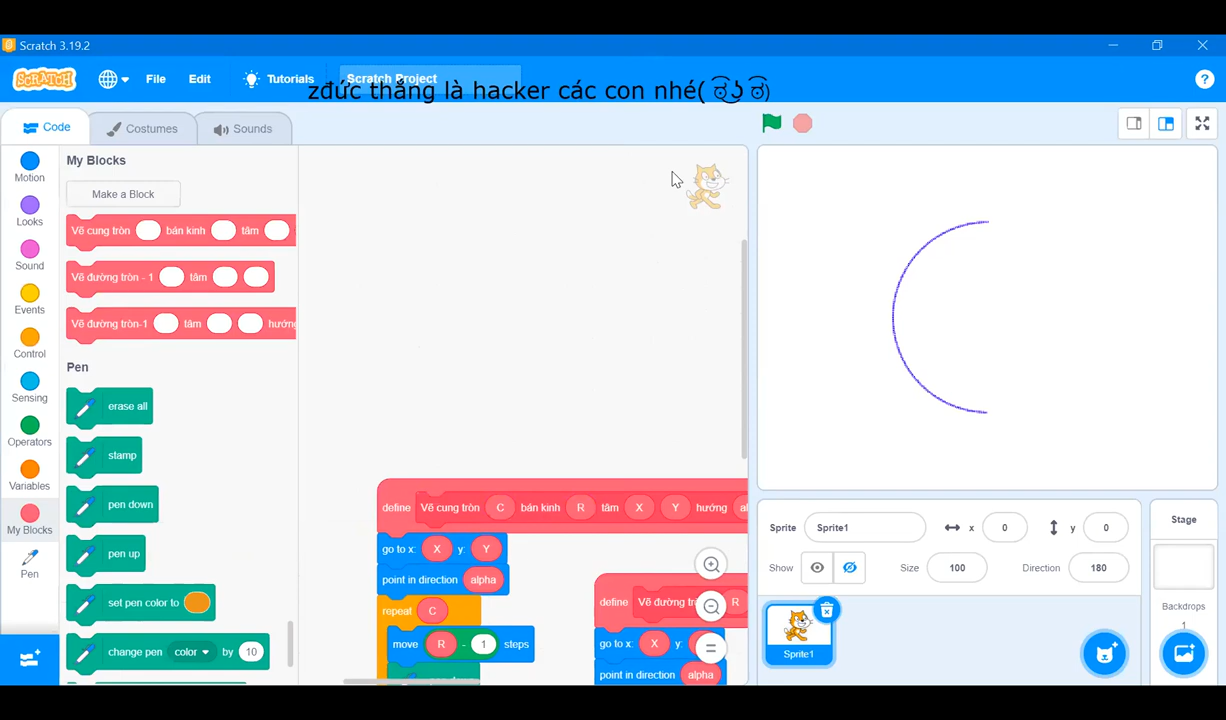 Scratch 3.19.2
SCRATCH File Edit Tutorials Scratch Project ?
zđức thắng là hacker các con nhé( ͡ಠ ʖ̯ ͡ಠ)
Code Costumes Sounds
Motion
Looks
Sound
Events
Control
Sensing
Operators
Variables
My Blocks
Pen
My Blocks
Make a Block
Vẽ cung tròn bán kinh tâm
Vẽ đường tròn - 1 tâm
Vẽ đường tròn-1 tâm hướng
Pen
erase all
stamp
pen down
pen up
set pen color to
change pen color by 10
define Vẽ cung tròn C bán kinh R tâm X Y hướng
go to x: X y: Y
point in direction alpha
repeat C
move R - 1 steps
define Vẽ đường R
go to x: X y:
point in direction alpha
Sprite Sprite1 x 0 y 0
Show Size 100 Direction 180
Sprite1
Stage
Backdrops
1